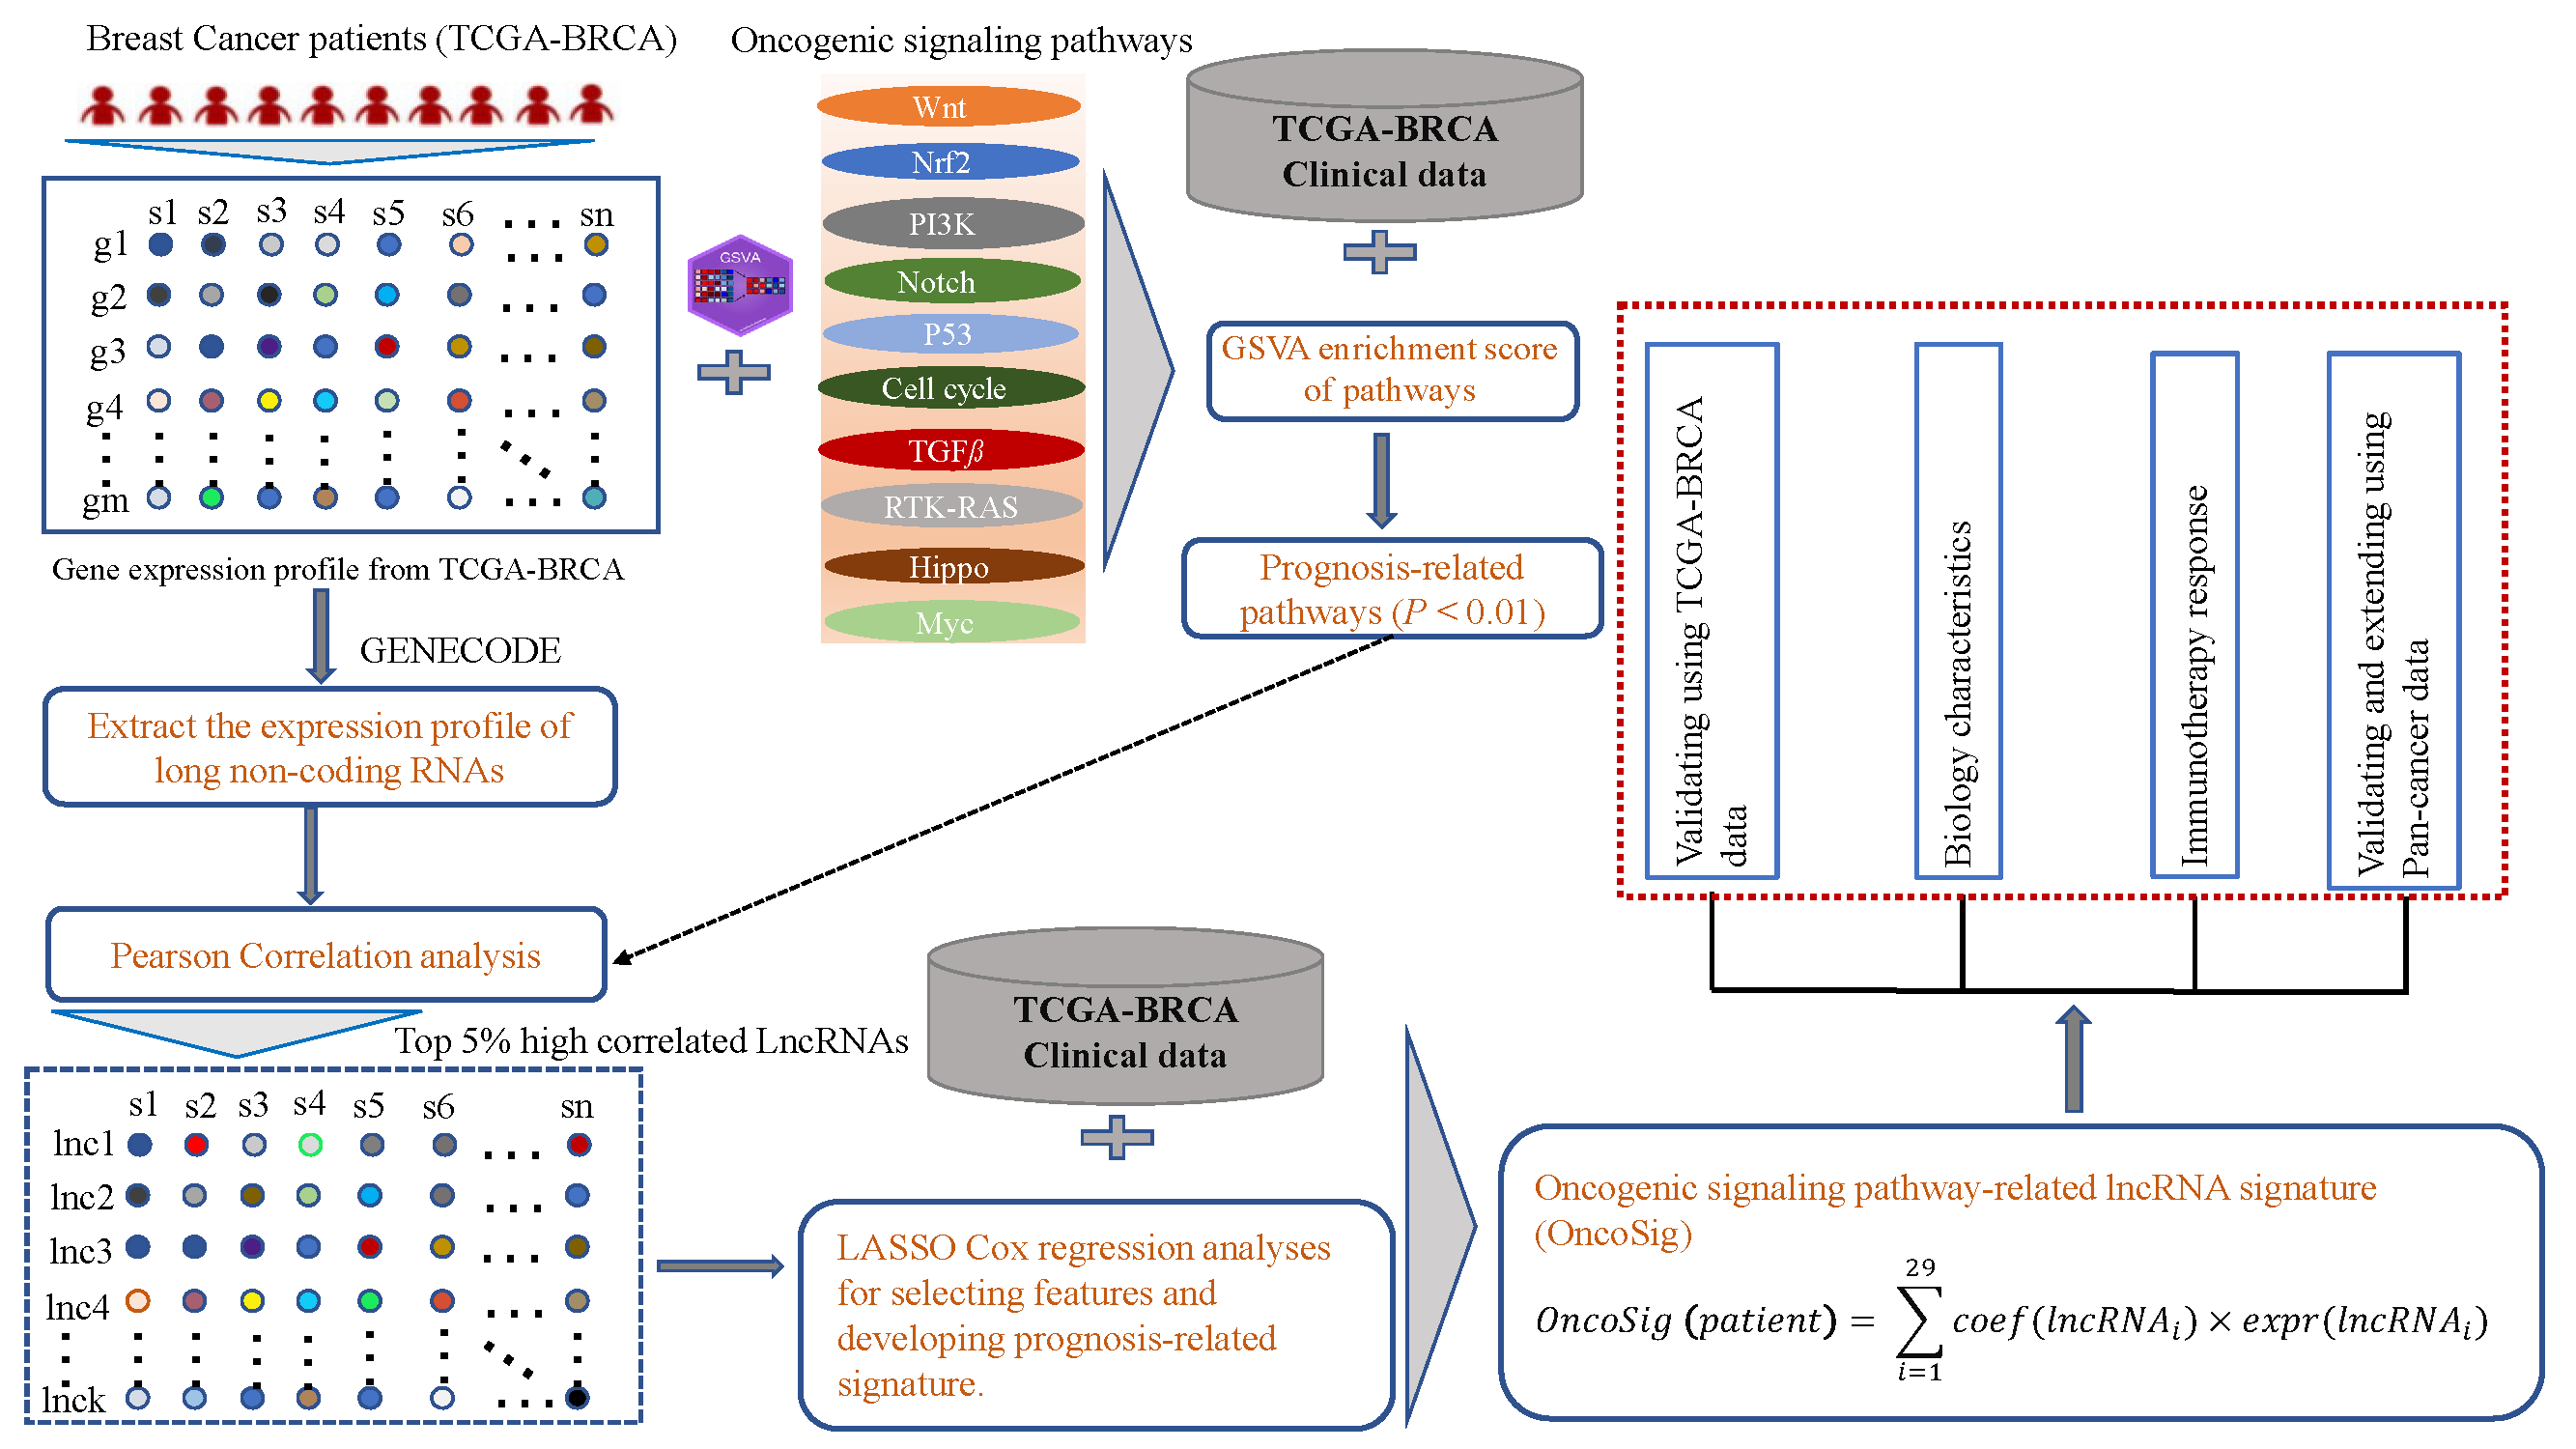 Breast Cancer patients (TCGA-BRCA)
s1 s2 s3 s4 s5 s6 ... sn
g1 ...
g2 ...
g3 ...
g4 ...
gm ...
Gene expression profile from TCGA-BRCA
GENECODE
Extract the expression profile of
long non-coding RNAs
Pearson Correlation analysis
Top 5% high correlated LncRNAs
s1 s2 s3 s4 s5 s6 sn
lnc1 ...
lnc2 ...
lnc3 ...
lnc4 ...
lnck ...
GSVA
Oncogenic signaling pathways
Wnt
Nrf2
PI3K
Notch
P53
Cell cycle
TGFβ
RTK-RAS
Hippo
Myc
TCGA-BRCA
Clinical data
GSVA enrichment score
of pathways
Prognosis-related
pathways (P < 0.01)
TCGA-BRCA
Clinical data
LASSO Cox regression analyses
for selecting features and
developing prognosis-related
signature.
Oncogenic signaling pathway-related lncRNA signature
(OncoSig)
OncoSig (patient) = ∑_{i=1}^{29} coef(lncRNA_i) × expr(lncRNA_i)
Validating using TCGA-BRCA
data
Biology characteristics
Immunotherapy response
Validating and extending using
Pan-cancer data